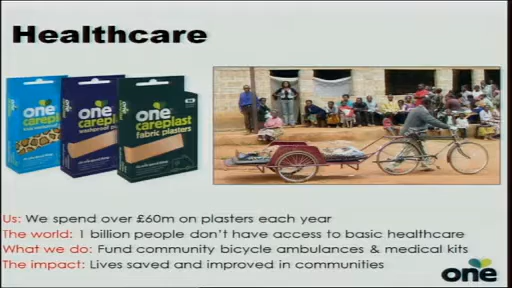 Healthcare
one
careplast
one
careplast
washproof
one
careplast
fabric plasters
Us: We spend over £60m on plasters each year
The world: 1 billion people don't have access to basic healthcare
What we do: Fund community bicycle ambulances & medical kits
The impact: Lives saved and improved in communities
one